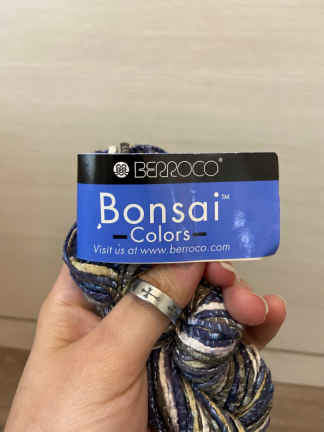 BERROCO®
Bonsai™
Colors
Visit us at www.berroco.com